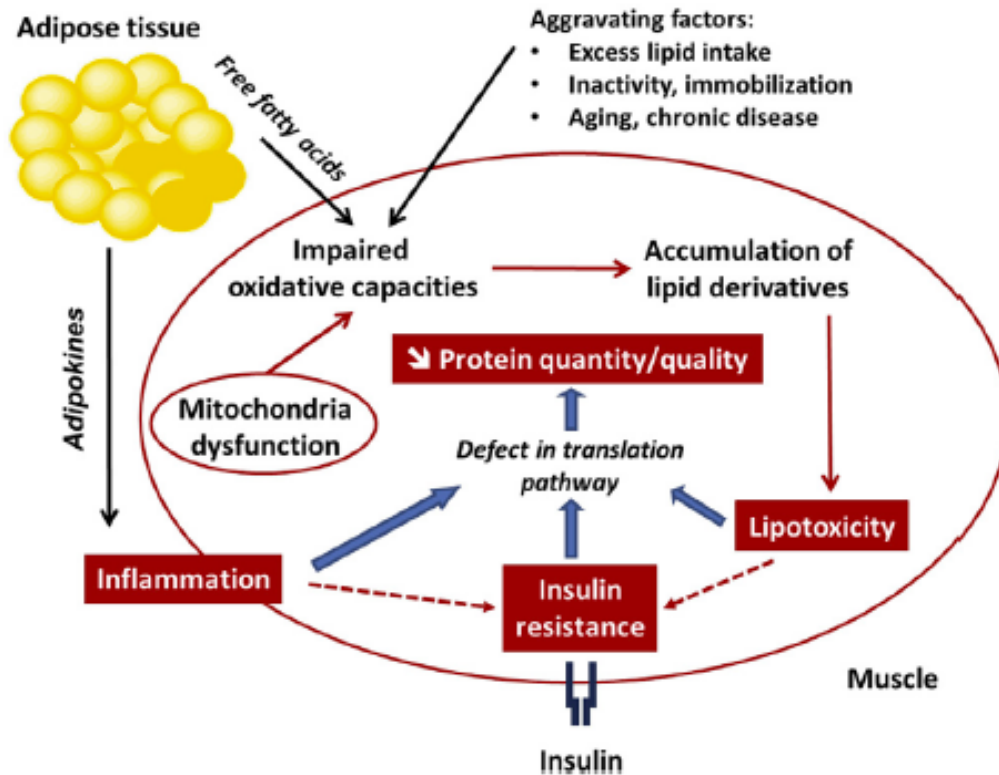 Adipose tissue
Free fatty acids
Aggravating factors:
• Excess lipid intake
• Inactivity, immobilization
• Aging, chronic disease
Impaired
oxidative capacities
Accumulation of
lipid derivatives
Adipokines
➘ Protein quantity/quality
Mitochondria
dysfunction
Defect in translation
pathway
Lipotoxicity
Inflammation
Insulin
resistance
Muscle
Insulin